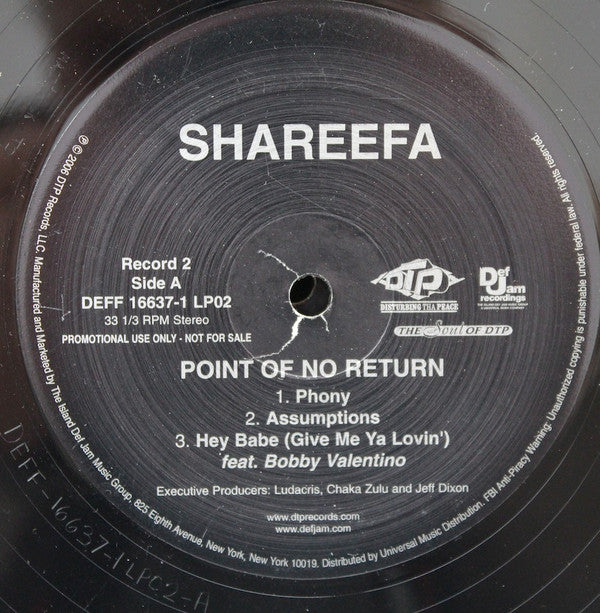 SHAREEFA
Record 2
Side A
DEFF 16637-1 LP02
33 1/3 RPM Stereo
PROMOTIONAL USE ONLY - NOT FOR SALE
DTP
DISTURBING THA PEACE
THE Soul OF DTP
Def Jam
recordings
POINT OF NO RETURN
1. Phony
2. Assumptions
3. Hey Babe (Give Me Ya Lovin')
feat. Bobby Valentino
Executive Producers: Ludacris, Chaka Zulu and Jeff Dixon
www.dtprecords.com
www.defjam.com
℗ 2006 DTP Records, LLC. Manufactured and Marketed by The Island Def Jam Music Group, 825 Eighth Avenue, New York, New York 10019. Distributed by Universal Music Distribution. FBI Anti-Piracy Warning: Unauthorized copying is punishable under federal law. All rights reserved.
DEFF-16637-1 LP02-A